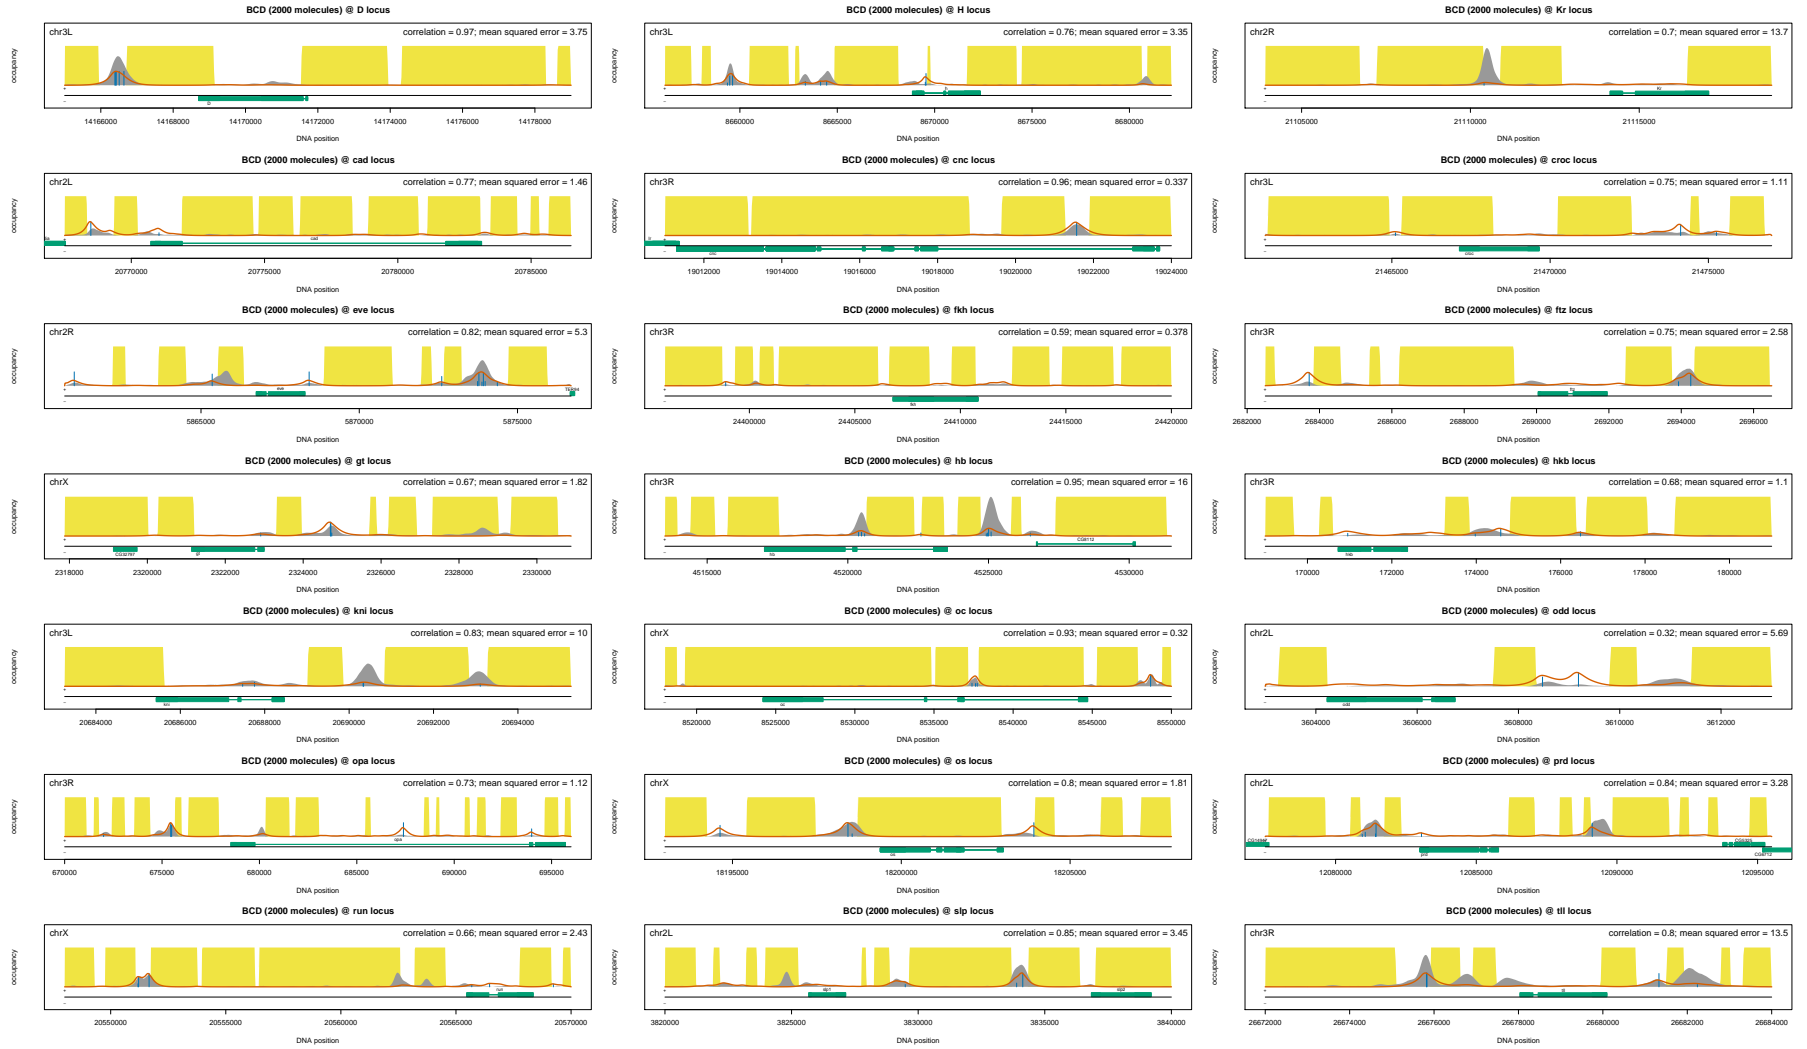 BCD (2000 molecules) @ D locus
chr3L
correlation = 0.97; mean squared error = 3.75
occupancy
+
D
−
14166000 14168000 14170000 14172000 14174000 14176000 14178000
DNA position
BCD (2000 molecules) @ H locus
chr3L
correlation = 0.76; mean squared error = 3.35
occupancy
+
h
−
8660000 8665000 8670000 8675000 8680000
DNA position
BCD (2000 molecules) @ Kr locus
chr2R
correlation = 0.7; mean squared error = 13.7
occupancy
+
Kr
−
21105000 21110000 21115000
DNA position
BCD (2000 molecules) @ cad locus
chr2L
correlation = 0.77; mean squared error = 1.46
occupancy
+
cad
−
20770000 20775000 20780000 20785000
DNA position
BCD (2000 molecules) @ cnc locus
chr3R
correlation = 0.96; mean squared error = 0.337
occupancy
+
cnc
−
19012000 19014000 19016000 19018000 19020000 19022000 19024000
DNA position
BCD (2000 molecules) @ croc locus
chr3L
correlation = 0.75; mean squared error = 1.11
occupancy
+
croc
−
21465000 21470000 21475000
DNA position
BCD (2000 molecules) @ eve locus
chr2R
correlation = 0.82; mean squared error = 5.3
occupancy
+
eve
TER94
−
5865000 5870000 5875000
DNA position
BCD (2000 molecules) @ fkh locus
chr3R
correlation = 0.59; mean squared error = 0.378
occupancy
+
fkh
−
24400000 24405000 24410000 24415000 24420000
DNA position
BCD (2000 molecules) @ ftz locus
chr3R
correlation = 0.75; mean squared error = 2.58
occupancy
+
ftz
−
2682000 2684000 2686000 2688000 2690000 2692000 2694000 2696000
DNA position
BCD (2000 molecules) @ gt locus
chrX
correlation = 0.67; mean squared error = 1.82
occupancy
+
CG32797
−
2318000 2320000 2322000 2324000 2326000 2328000 2330000
DNA position
BCD (2000 molecules) @ hb locus
chr3R
correlation = 0.95; mean squared error = 16
occupancy
+
CG8112
hb
−
4515000 4520000 4525000 4530000
DNA position
BCD (2000 molecules) @ hkb locus
chr3R
correlation = 0.68; mean squared error = 1.1
occupancy
+
hkb
−
170000 172000 174000 176000 178000 180000
DNA position
BCD (2000 molecules) @ kni locus
chr3L
correlation = 0.83; mean squared error = 10
occupancy
+
kni
−
20684000 20686000 20688000 20690000 20692000 20694000
DNA position
BCD (2000 molecules) @ oc locus
chrX
correlation = 0.93; mean squared error = 0.32
occupancy
+
oc
−
8520000 8525000 8530000 8535000 8540000 8545000 8550000
DNA position
BCD (2000 molecules) @ odd locus
chr2L
correlation = 0.32; mean squared error = 5.69
occupancy
+
odd
−
3604000 3606000 3608000 3610000 3612000
DNA position
BCD (2000 molecules) @ opa locus
chr3R
correlation = 0.73; mean squared error = 1.12
occupancy
+
opa
−
670000 675000 680000 685000 690000 695000
DNA position
BCD (2000 molecules) @ os locus
chrX
correlation = 0.8; mean squared error = 1.81
occupancy
+
os
−
18195000 18200000 18205000
DNA position
BCD (2000 molecules) @ prd locus
chr2L
correlation = 0.84; mean squared error = 3.28
occupancy
+
prd
CG6712
−
12080000 12085000 12090000 12095000
DNA position
BCD (2000 molecules) @ run locus
chrX
correlation = 0.66; mean squared error = 2.43
occupancy
+
run
−
20550000 20555000 20560000 20565000 20570000
DNA position
BCD (2000 molecules) @ slp locus
chr2L
correlation = 0.85; mean squared error = 3.45
occupancy
+
slp1 slp2
−
3820000 3825000 3830000 3835000 3840000
DNA position
BCD (2000 molecules) @ tll locus
chr3R
correlation = 0.8; mean squared error = 13.5
occupancy
+
tll
−
26672000 26674000 26676000 26678000 26680000 26682000 26684000
DNA position